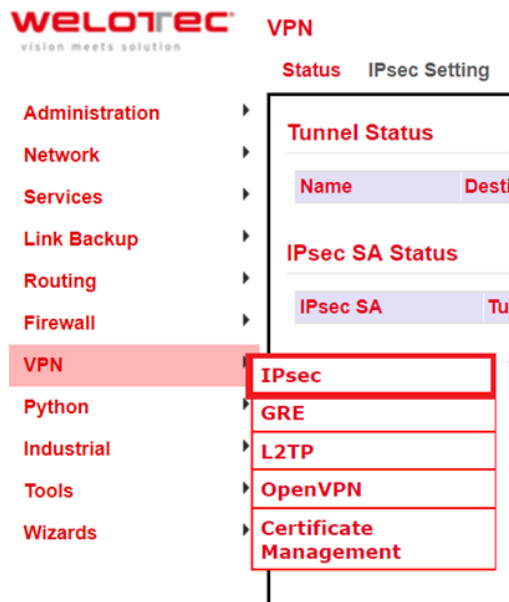 welotec
vision meets solution
VPN
Status IPsec Setting
Administration
Network
Services
Link Backup
Routing
Firewall
VPN
Python
Industrial
Tools
Wizards
Tunnel Status
Name
IPsec SA Status
IPsec SA
IPsec
GRE
L2TP
OpenVPN
Certificate
Management